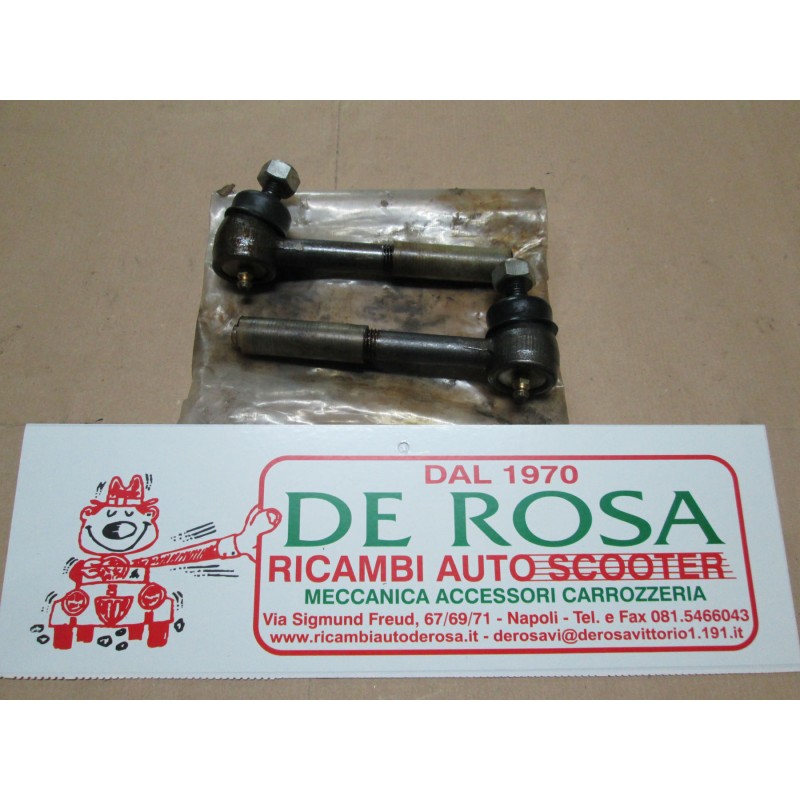 DAL 1970
DE ROSA
RICAMBI AUTO SCOOTER
MECCANICA ACCESSORI CARROZZERIA
Via Sigmund Freud, 67/69/71 - Napoli - Tel. e Fax 081.5466043
www.ricambiautoderosa.it - derosavi@derosavittorio1.191.it